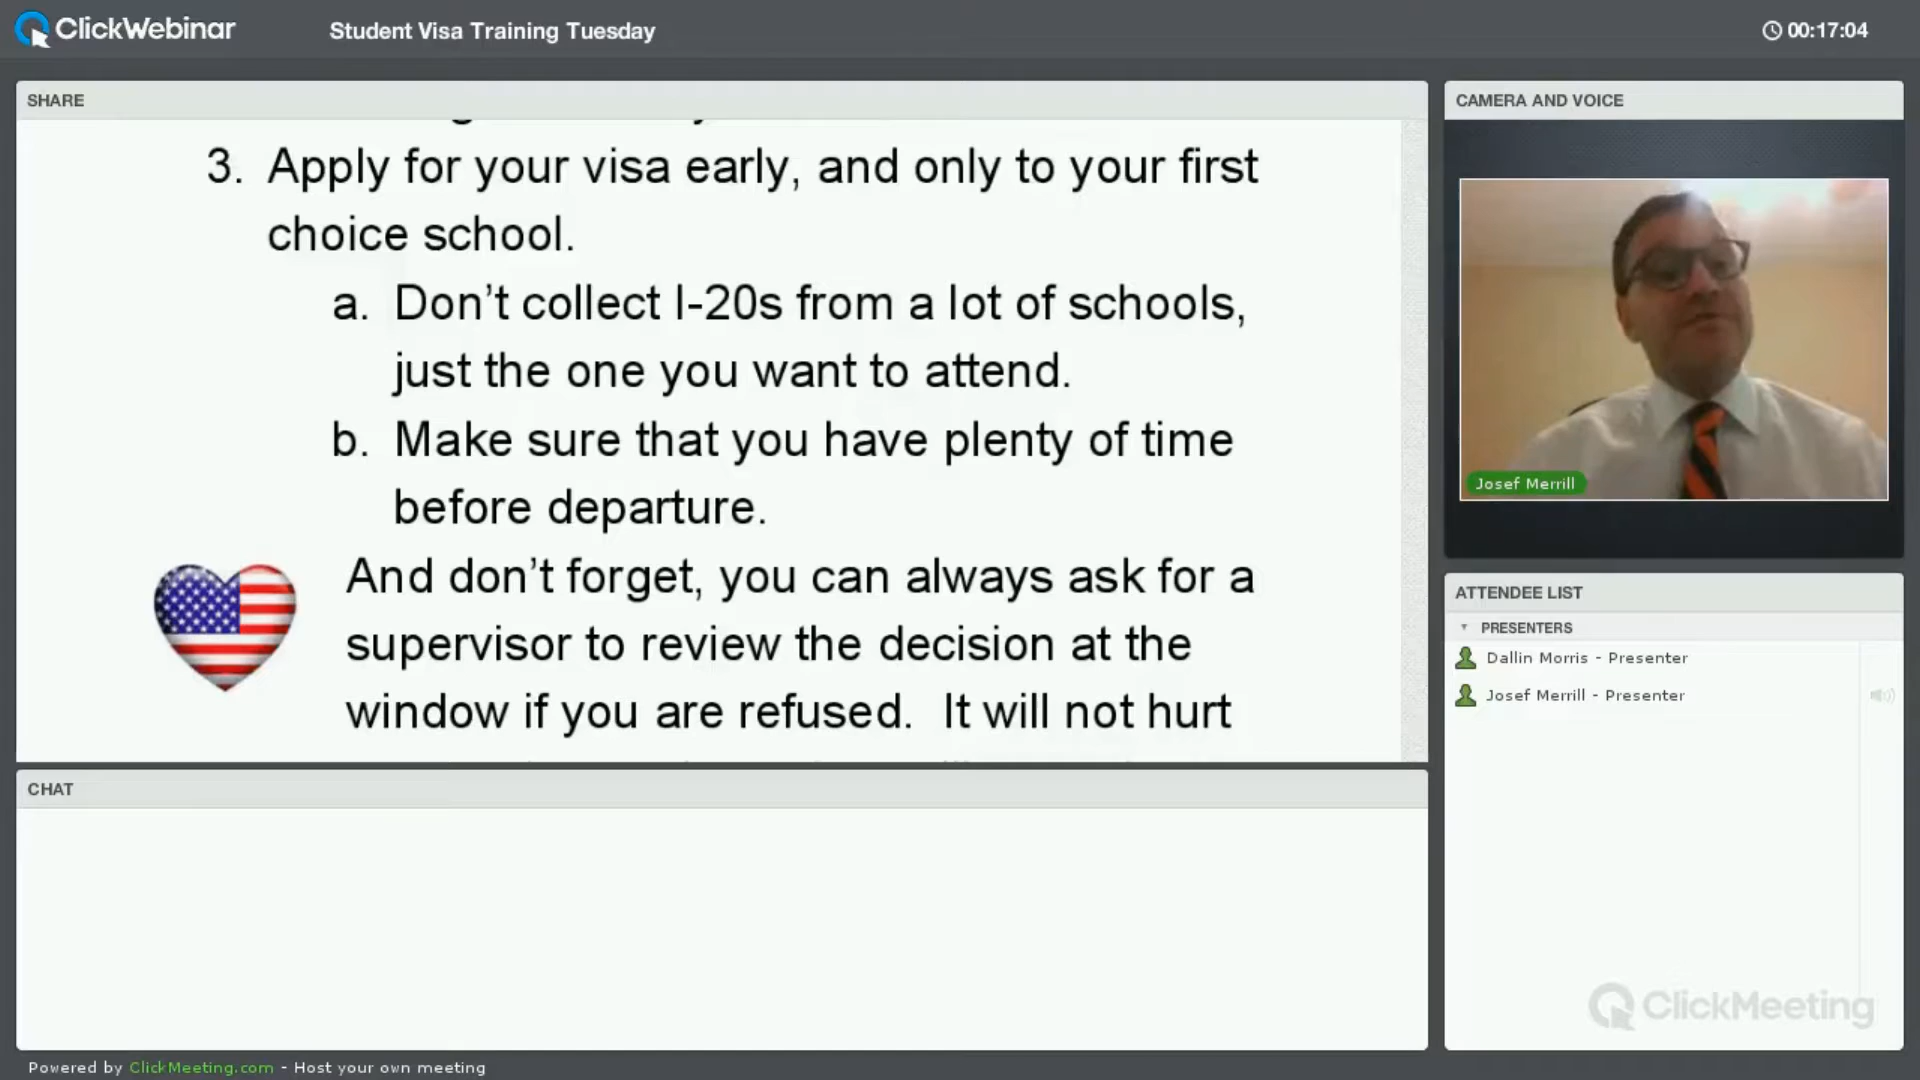 ClickWebinar
Student Visa Training Tuesday
00:17:04
SHARE
3. Apply for your visa early, and only to your first
choice school.
a. Don’t collect I-20s from a lot of schools,
just the one you want to attend.
b. Make sure that you have plenty of time
before departure.
And don’t forget, you can always ask for a
supervisor to review the decision at the
window if you are refused.  It will not hurt
CHAT
CAMERA AND VOICE
Josef Merrill
ATTENDEE LIST
PRESENTERS
Dallin Morris - Presenter
Josef Merrill - Presenter
ClickMeeting
Powered by ClickMeeting.com - Host your own meeting